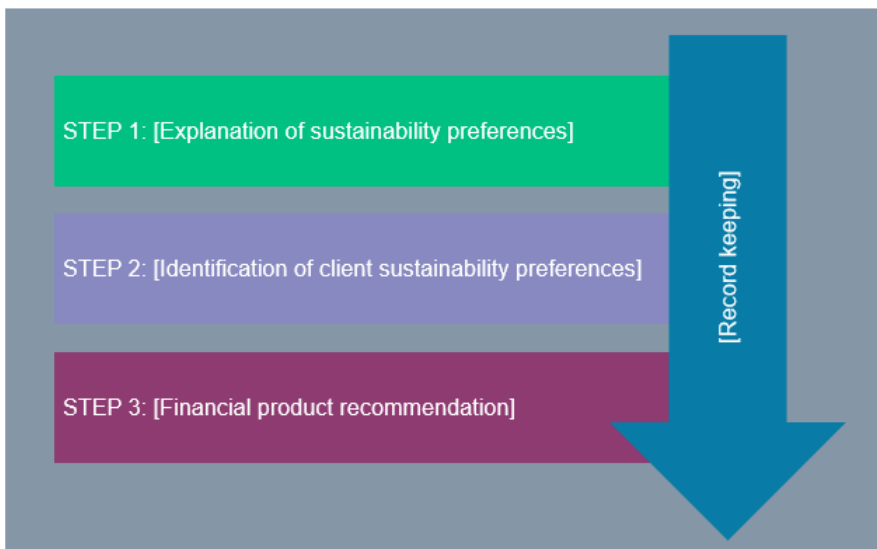 STEP 1: [Explanation of sustainability preferences]
STEP 2: [Identification of client sustainability preferences]
STEP 3: [Financial product recommendation]
[Record keeping]